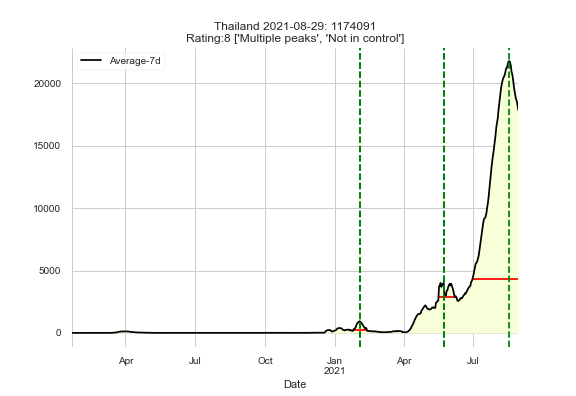 Thailand 2021-08-29: 1174091
Rating:8 ['Multiple peaks', 'Not in control']
Average-7d
20000
15000
10000
5000
0
Apr
Jul
Oct
Jan
2021
Apr
Jul
Date